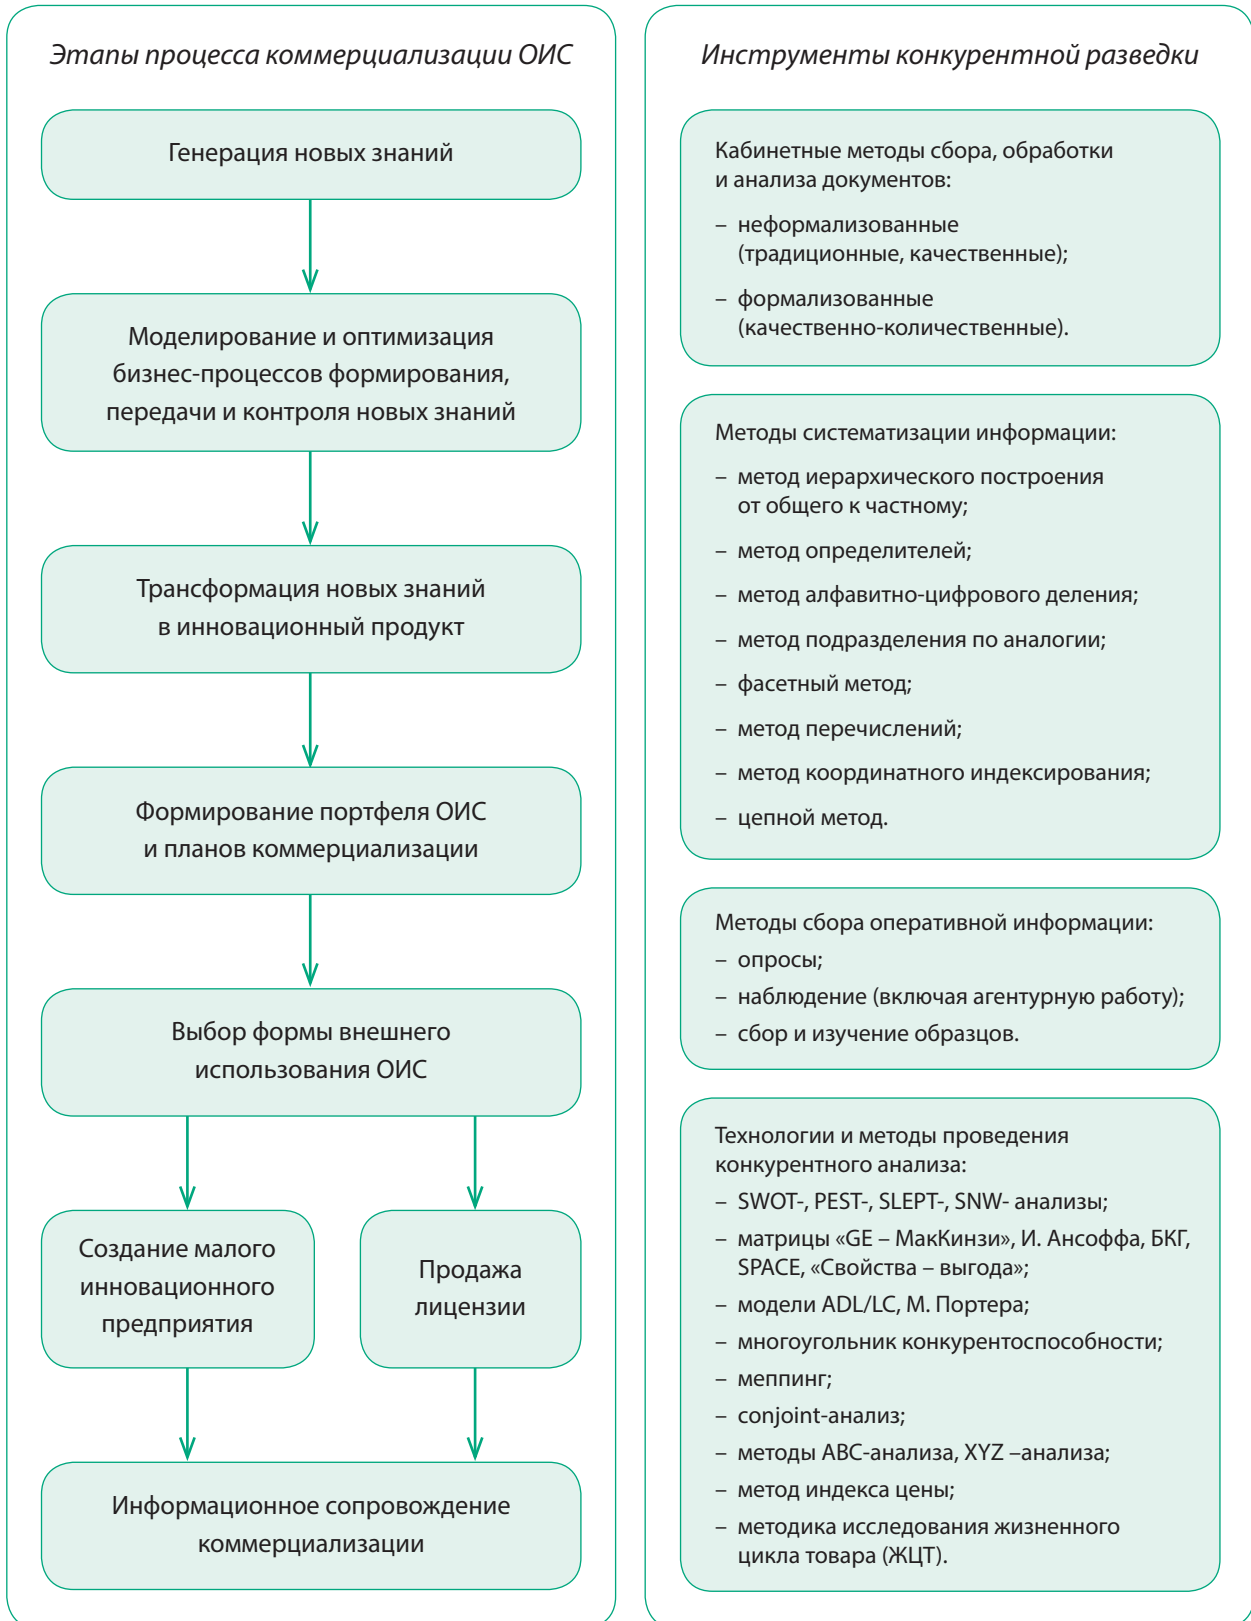 Этапы процесса коммерциализации ОИС
Генерация новых знаний
Моделирование и оптимизация
бизнес-процессов формирования,
передачи и контроля новых знаний
Трансформация новых знаний
в инновационный продукт
Формирование портфеля ОИС
и планов коммерциализации
Выбор формы внешнего
использования ОИС
Создание малого
инновационного
предприятия
Продажа
лицензии
Информационное сопровождение
коммерциализации
Инструменты конкурентной разведки
Кабинетные методы сбора, обработки
и анализа документов:
– неформализованные
(традиционные, качественные);
– формализованные
(качественно-количественные).
Методы систематизации информации:
– метод иерархического построения
от общего к частному;
– метод определителей;
– метод алфавитно-цифрового деления;
– метод подразделения по аналогии;
– фасетный метод;
– метод перечислений;
– метод координатного индексирования;
– цепной метод.
Методы сбора оперативной информации:
– опросы;
– наблюдение (включая агентурную работу);
– сбор и изучение образцов.
Технологии и методы проведения
конкурентного анализа:
– SWOT-, PEST-, SLEPT-, SNW- анализы;
– матрицы «GE – МакКинзи», И. Ансоффа, БКГ,
SPACE, «Свойства – выгода»;
– модели ADL/LC, М. Портера;
– многоугольник конкурентоспособности;
– меппинг;
– conjoint-анализ;
– методы ABC-анализа, XYZ –анализа;
– метод индекса цены;
– методика исследования жизненного
цикла товара (ЖЦТ).